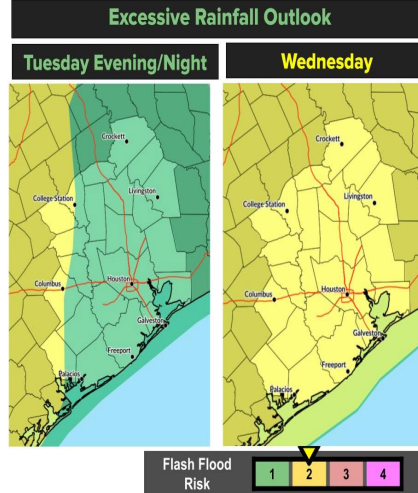 Excessive Rainfall Outlook
Tuesday Evening/Night
Wednesday
Crockett
Livingston
College Station
Columbus
Houston
Galveston
Freeport
Palacios
Crockett
Livingston
College Station
Columbus
Houston
Galveston
Freeport
Palacios
Flash Flood
Risk
1 2 3 4